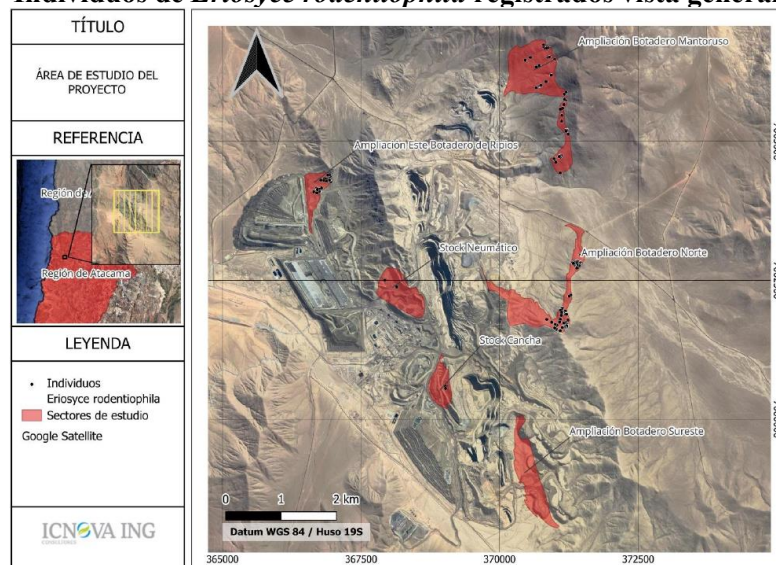 Individuos de Eriosyce rodentiophila registrados vista general
TÍTULO
ÁREA DE ESTUDIO DEL
PROYECTO
REFERENCIA
Región de
Región de Atacama
LEYENDA
Individuos
Eriosyce rodentiophila
Sectores de estudio
Google Satellite
ICNOVA ING
CONSULTORES
Ampliación Botadero Mantoruso
Ampliación Este Botadero de Ripios
Stock Neumático
Ampliación Botadero Norte
Stock Cancha
Ampliación Botadero Sureste
0 1 2 km
Datum WGS 84 / Huso 19S
365000 367500 370000 372500